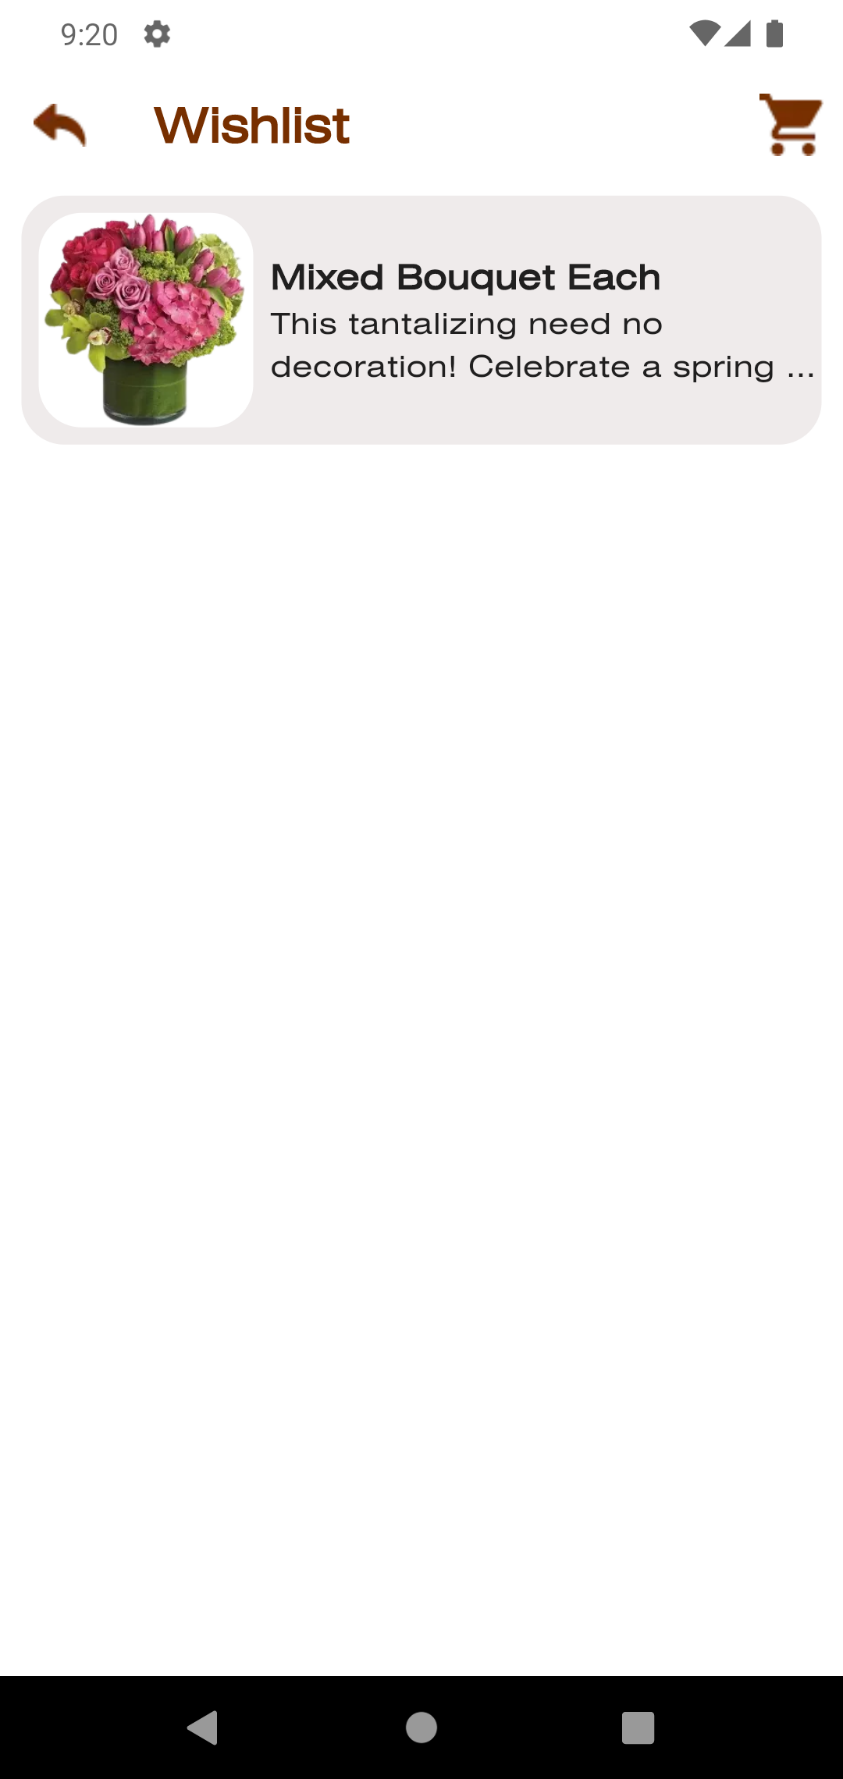 9:20
Wishlist
Mixed Bouquet Each
This tantalizing need no
decoration! Celebrate a spring ...